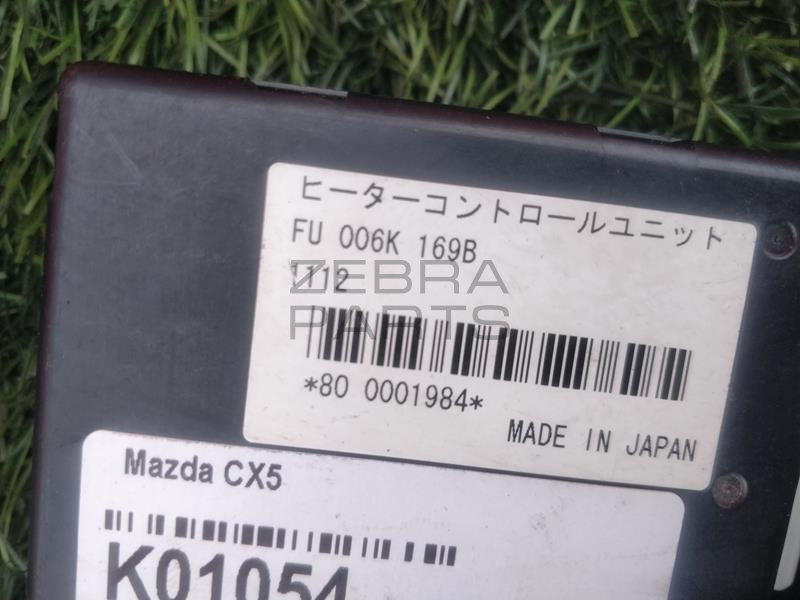 ヒーターコントロールユニット
FU 006K 169B
1112
ZEBRA
PARTS
*80 0001984*
MADE IN JAPAN
Mazda CX5
K01054